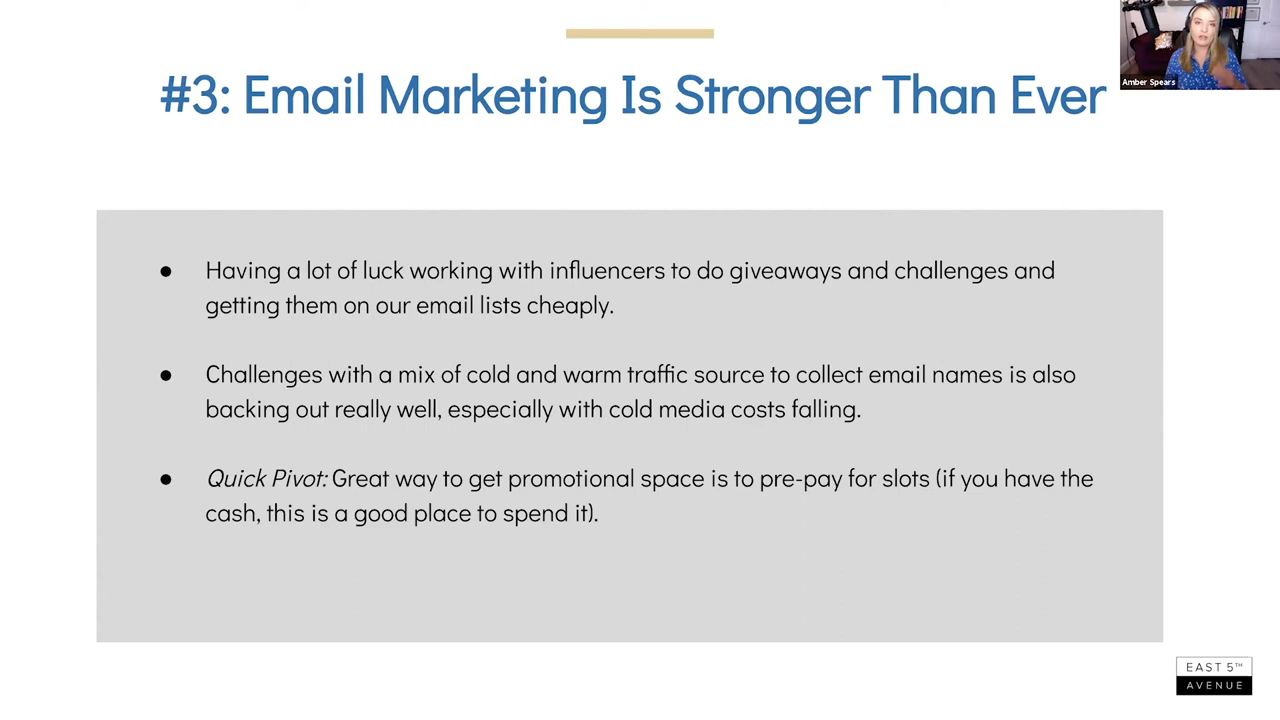 Amber Spears
#3: Email Marketing Is Stronger Than Ever
● Having a lot of luck working with influencers to do giveaways and challenges and
getting them on our email lists cheaply.
● Challenges with a mix of cold and warm traffic source to collect email names is also
backing out really well, especially with cold media costs falling.
● Quick Pivot: Great way to get promotional space is to pre-pay for slots (if you have the
cash, this is a good place to spend it).
EAST 5TH
AVENUE